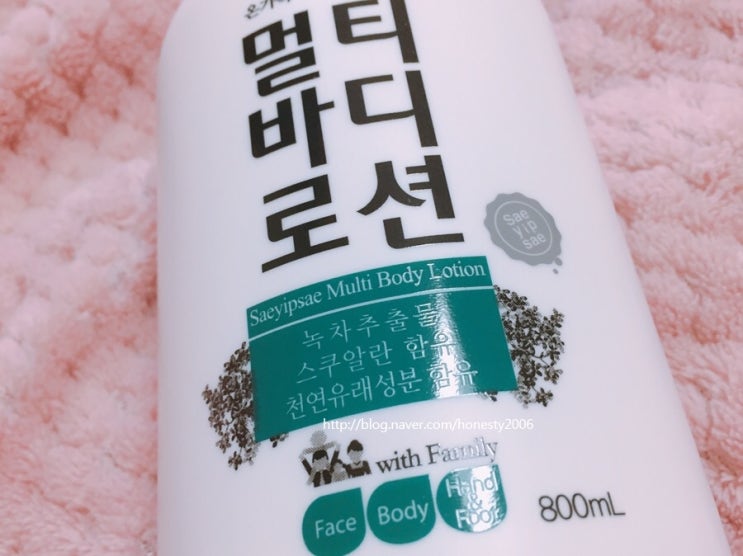 멀티
바디
로션
Sae
yip
sae
Saeyipsae Multi Body Lotion
녹차추출물
스쿠알란 함유
천연유래성분 함유
http://blog.naver.com/honesty2006
with Family
Face
Body
Hand
&
Foot
800mL